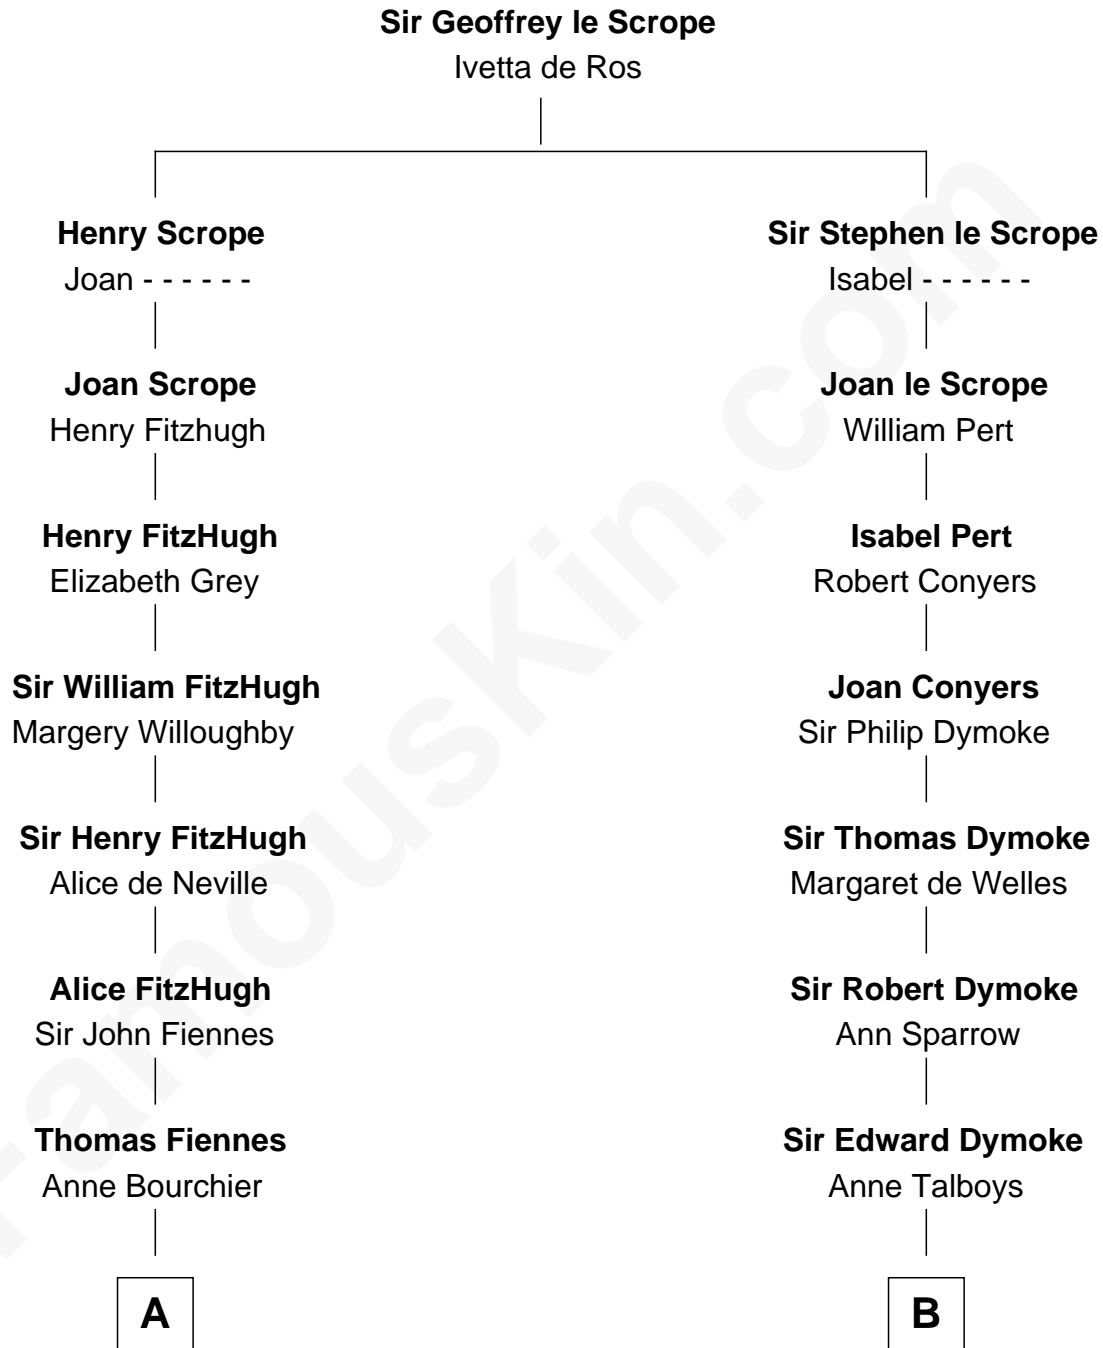 Sir Geoffrey le Scrope
Ivetta de Ros
Henry Scrope
Joan - - - - - -
Joan Scrope
Henry Fitzhugh
Henry FitzHugh
Elizabeth Grey
Sir William FitzHugh
Margery Willoughby
Sir Henry FitzHugh
Alice de Neville
Alice FitzHugh
Sir John Fiennes
Thomas Fiennes
Anne Bourchier
A
Sir Stephen le Scrope
Isabel - - - - - -
Joan le Scrope
William Pert
Isabel Pert
Robert Conyers
Joan Conyers
Sir Philip Dymoke
Sir Thomas Dymoke
Margaret de Welles
Sir Robert Dymoke
Ann Sparrow
Sir Edward Dymoke
Anne Talboys
B
FamousKin.com